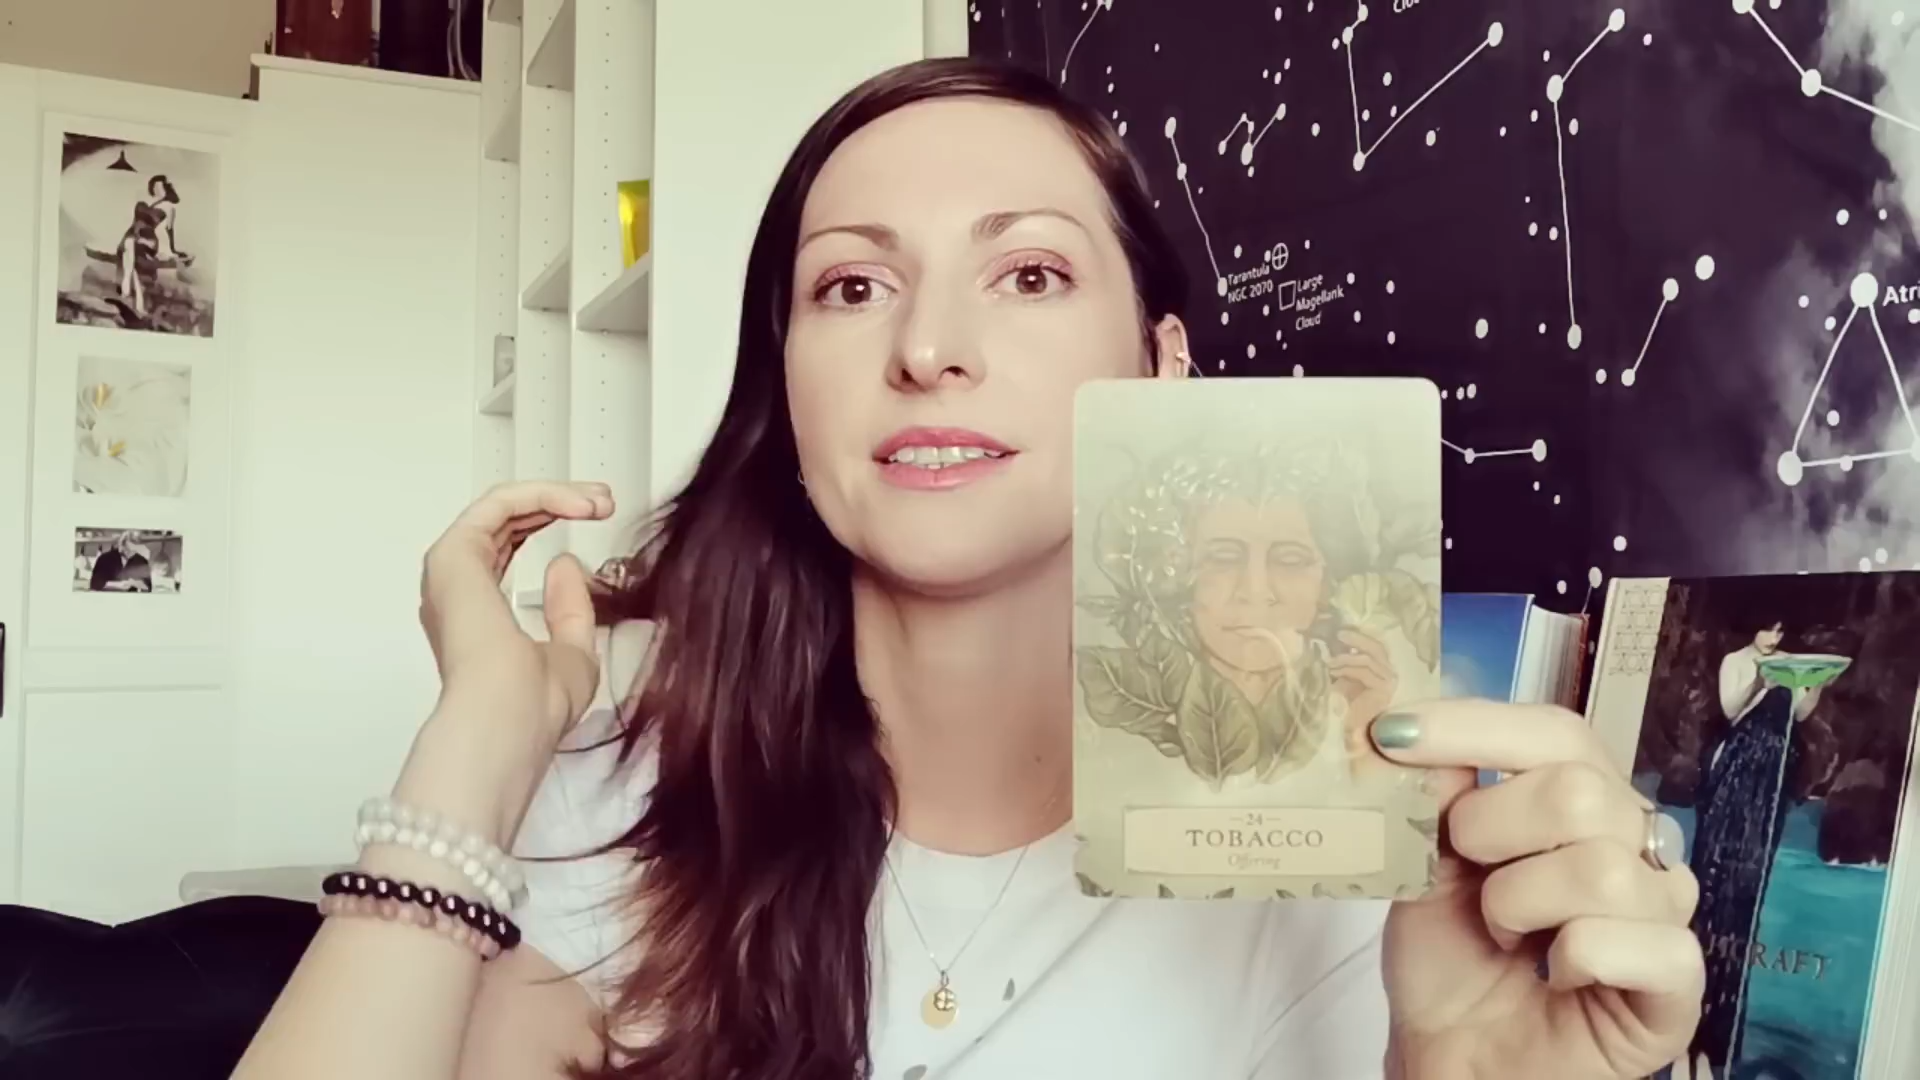 Tarantula
NGC 2070
Large
Magellank
Cloud
Atri
—24—
TOBACCO
Offering
CRAFT